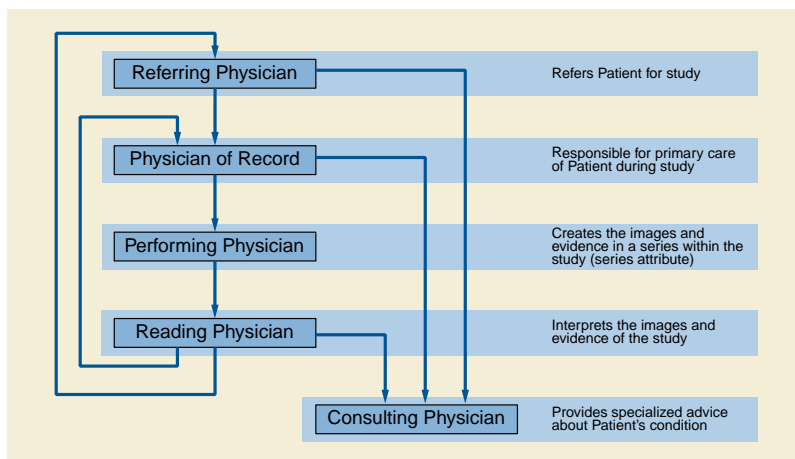 Referring Physician
Refers Patient for study
Physician of Record
Responsible for primary care
of Patient during study
Performing Physician
Creates the images and
evidence in a series within the
study (series attribute)
Reading Physician
Interprets the images and
evidence of the study
Consulting Physician
Provides specialized advice
about Patient's condition